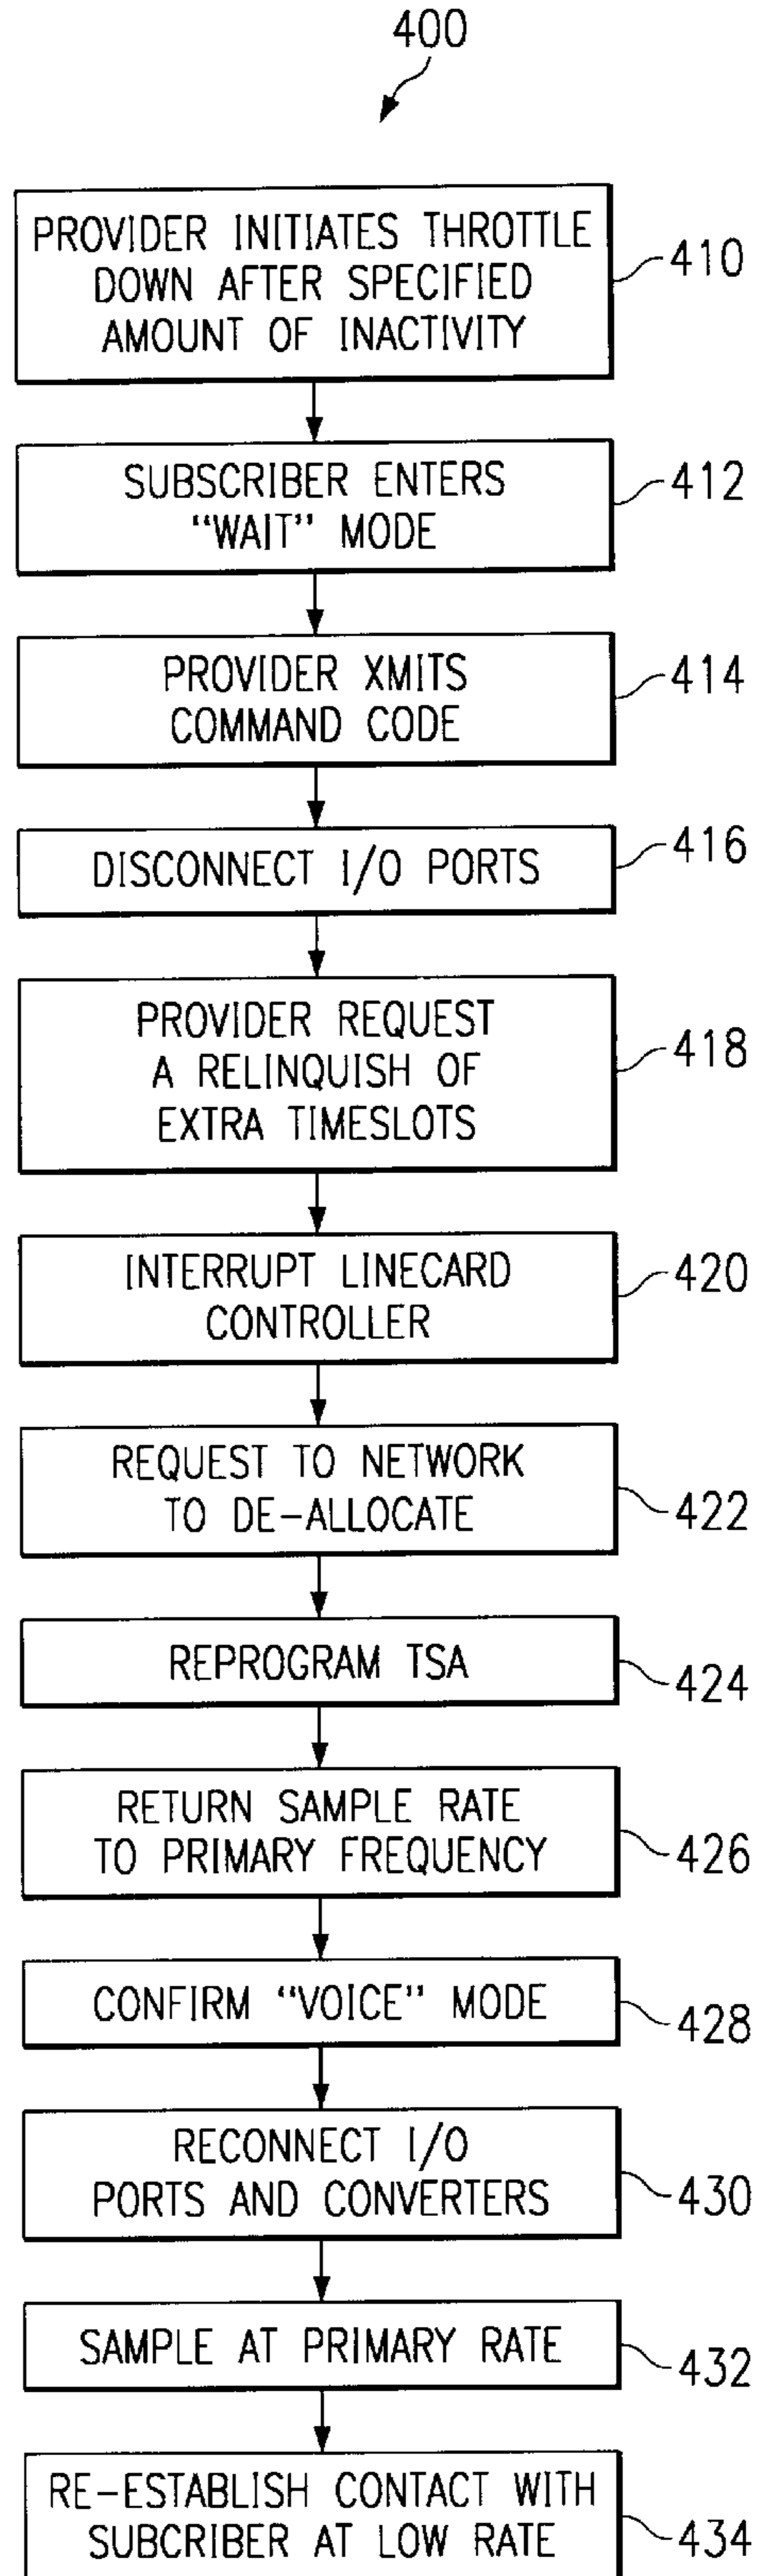 400
PROVIDER INITIATES THROTTLE
DOWN AFTER SPECIFIED
AMOUNT OF INACTIVITY
410
SUBSCRIBER ENTERS
"WAIT" MODE
412
PROVIDER XMITS
COMMAND CODE
414
DISCONNECT I/O PORTS
416
PROVIDER REQUEST
A RELINQUISH OF
EXTRA TIMESLOTS
418
INTERRUPT LINECARD
CONTROLLER
420
REQUEST TO NETWORK
TO DE-ALLOCATE
422
REPROGRAM TSA
424
RETURN SAMPLE RATE
TO PRIMARY FREQUENCY
426
CONFIRM "VOICE" MODE
428
RECONNECT I/O
PORTS AND CONVERTERS
430
SAMPLE AT PRIMARY RATE
432
RE-ESTABLISH CONTACT WITH
SUBCRIBER AT LOW RATE
434